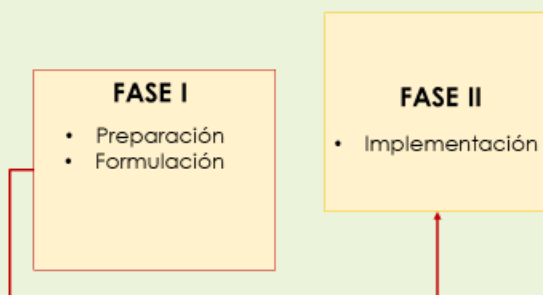 FASE I
• Preparación
• Formulación
FASE II
• Implementación